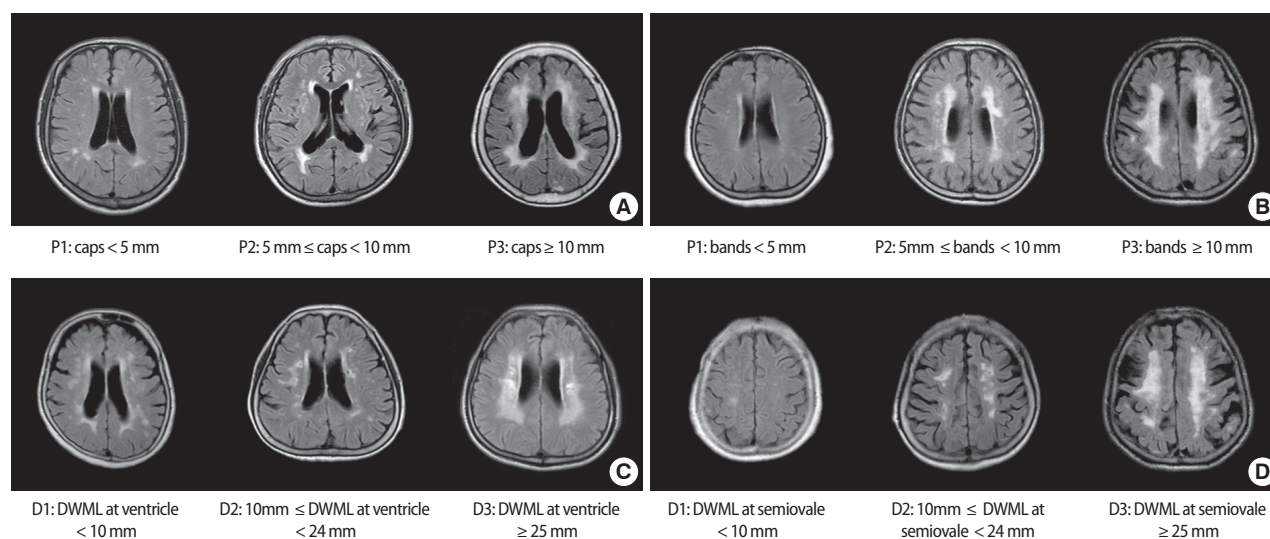 A
B
P1: caps < 5 mm
P2: 5 mm ≤ caps < 10 mm
P3: caps ≥ 10 mm
P1: bands < 5 mm
P2: 5mm ≤ bands < 10 mm
P3: bands ≥ 10 mm
C
D
D1: DWML at ventricle
< 10 mm
D2: 10mm ≤ DWML at ventricle
< 24 mm
D3: DWML at ventricle
≥ 25 mm
D1: DWML at semiovale
< 10 mm
D2: 10mm ≤ DWML at
semiovale < 24 mm
D3: DWML at semiovale
≥ 25 mm